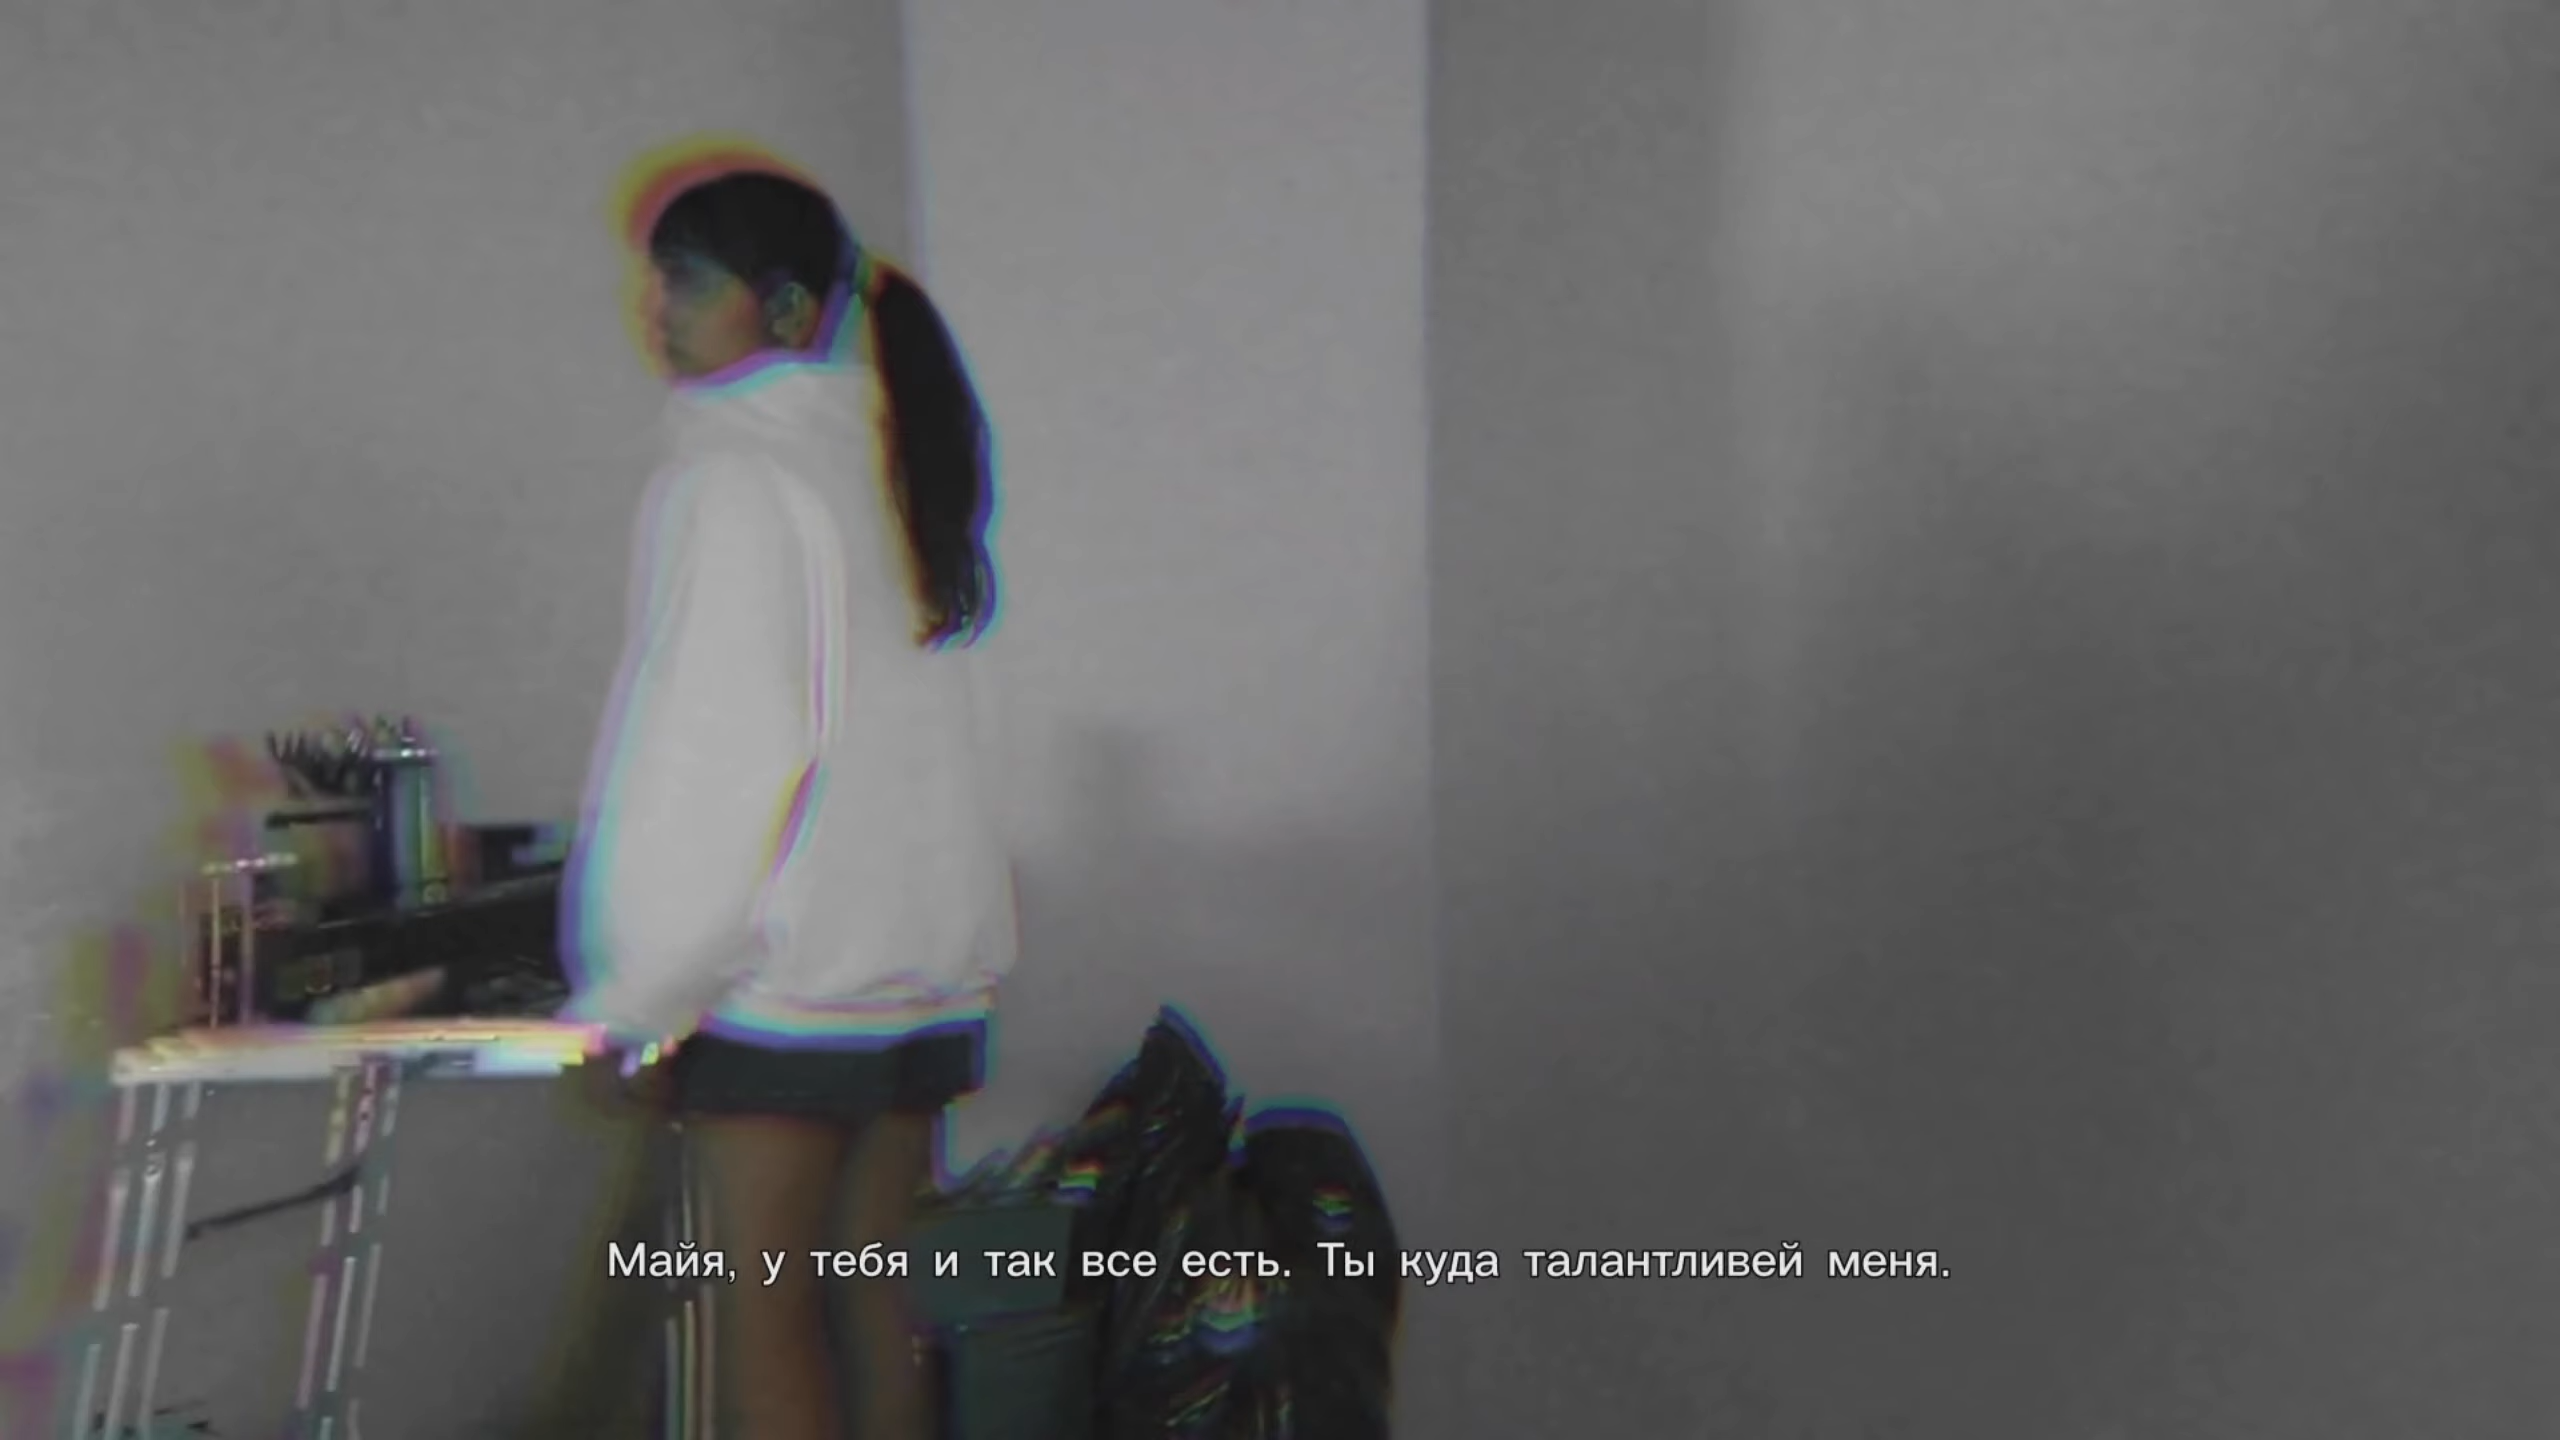 Майя, у тебя и так все есть. Ты куда талантливей меня.